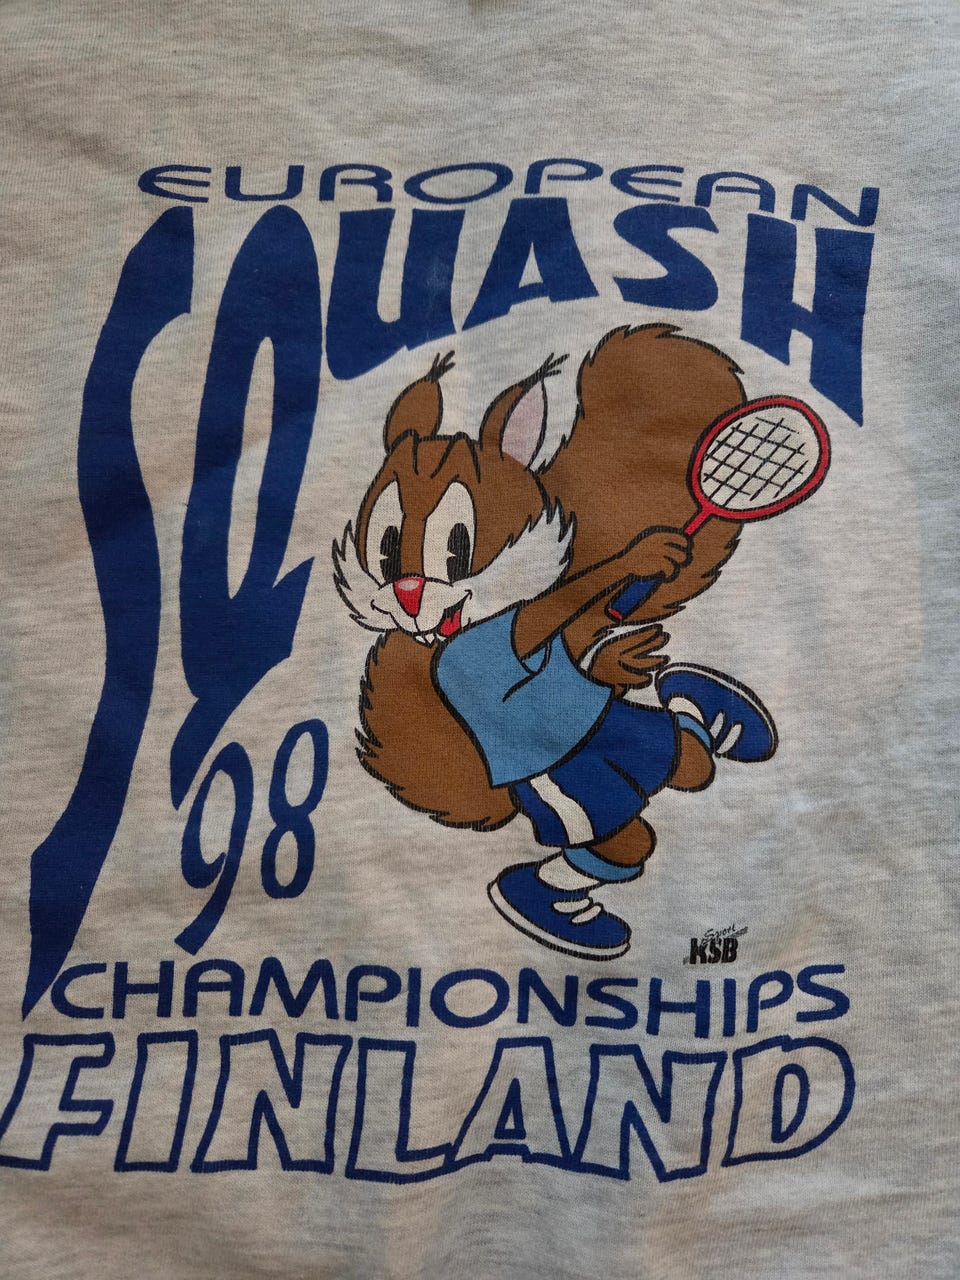 EUROPEAN
SQUASH
98
CHAMPIONSHIPS
FINLAND
Sport
KSB